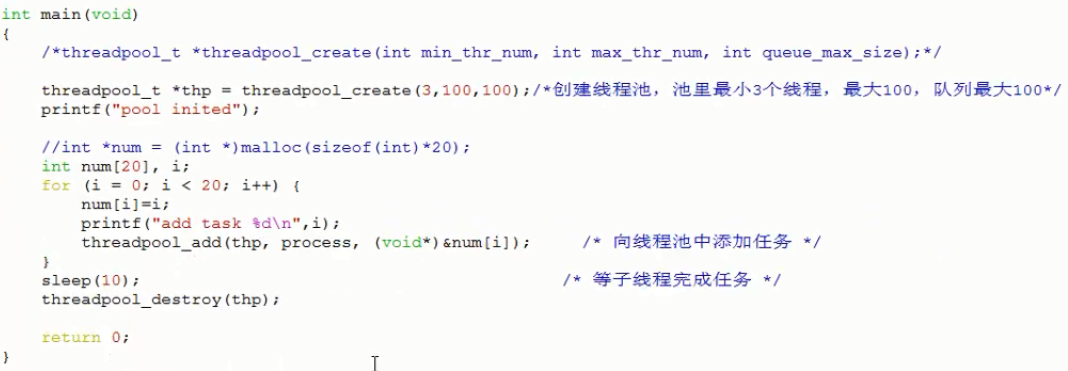 int main(void)
{
/*threadpool_t *threadpool_create(int min_thr_num, int max_thr_num, int queue_max_size);*/
threadpool_t *thp = threadpool_create(3,100,100);/*创建线程池，池里最小3个线程，最大100，队列最大100*/
printf("pool inited");
//int *num = (int *)malloc(sizeof(int)*20);
int num[20], i;
for (i = 0; i < 20; i++) {
num[i]=i;
printf("add task %d\n",i);
threadpool_add(thp, process, (void*)&num[i]); /* 向线程池中添加任务 */
}
sleep(10); /* 等子线程完成任务 */
threadpool_destroy(thp);
return 0;
}